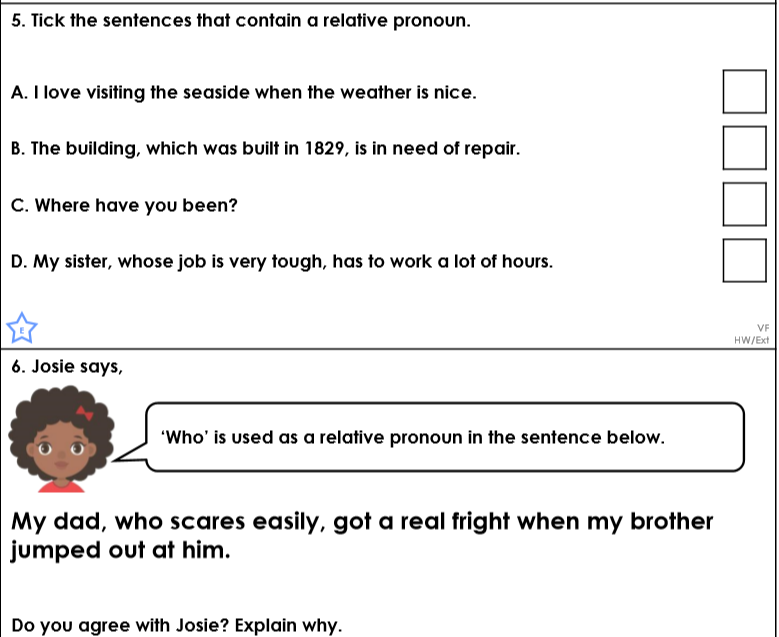 5. Tick the sentences that contain a relative pronoun.
A. I love visiting the seaside when the weather is nice.
B. The building, which was built in 1829, is in need of repair.
C. Where have you been?
D. My sister, whose job is very tough, has to work a lot of hours.
E
VF
HW/Ext
6. Josie says,
‘Who’ is used as a relative pronoun in the sentence below.
My dad, who scares easily, got a real fright when my brother
jumped out at him.
Do you agree with Josie? Explain why.